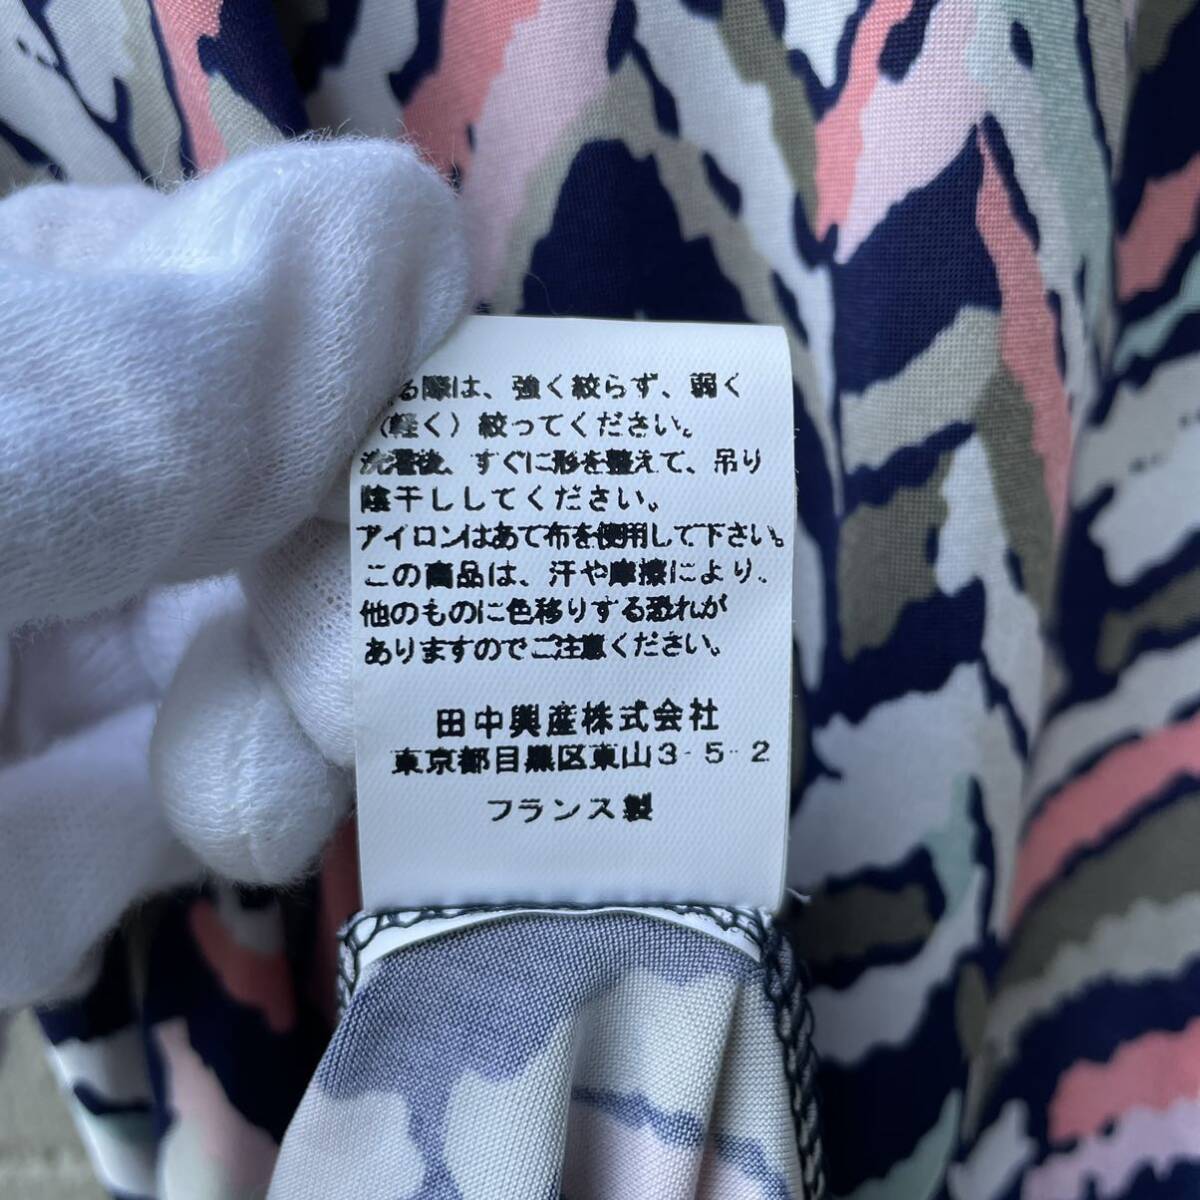 る際は、強く絞らず、弱く
（軽く）絞ってください。
洗濯後、すぐに形を整えて、吊り
陰干ししてください。
アイロンはあて布を使用して下さい。
この商品は、汗や摩擦により、
他のものに色移りする恐れが
ありますのでご注意ください。
田中興産株式会社
東京都目黒区東山3-5-2
フランス製